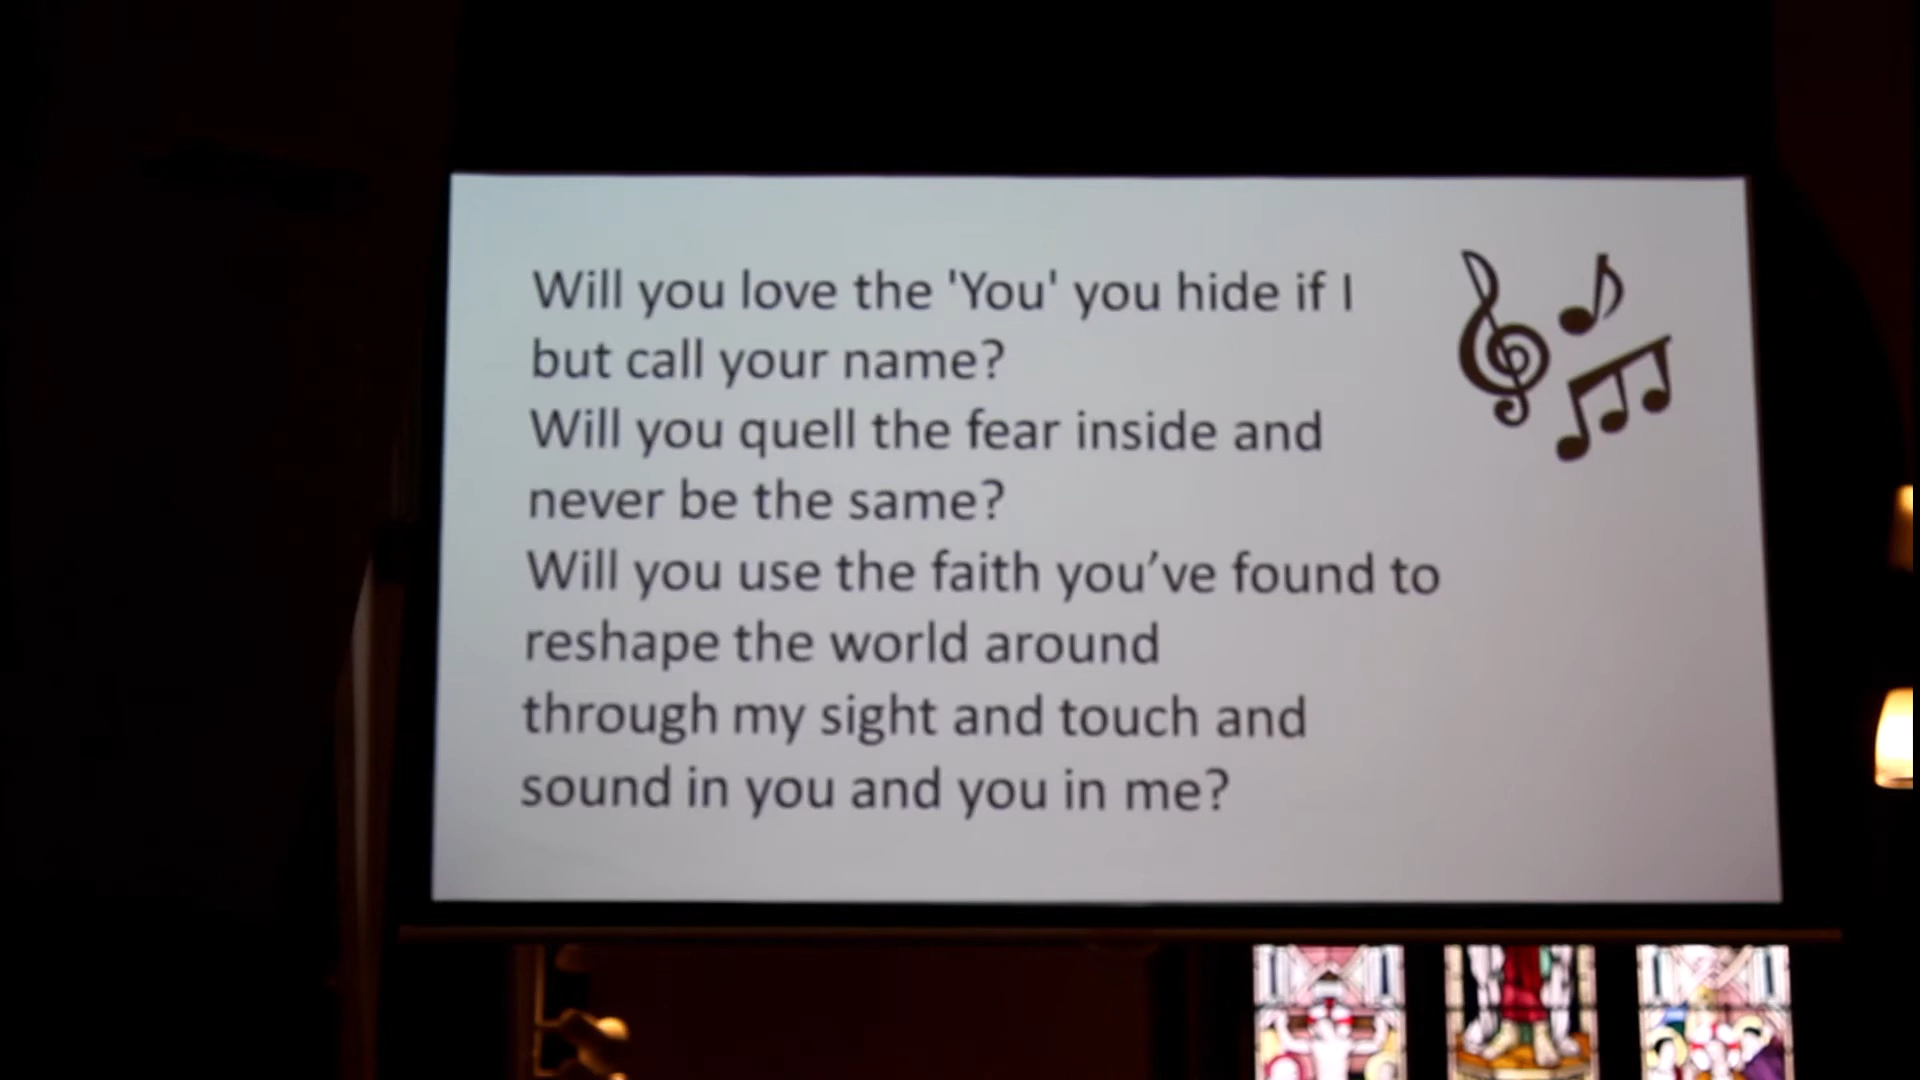 Will you love the 'You' you hide if I
but call your name?
Will you quell the fear inside and
never be the same?
Will you use the faith you’ve found to
reshape the world around
through my sight and touch and
sound in you and you in me?